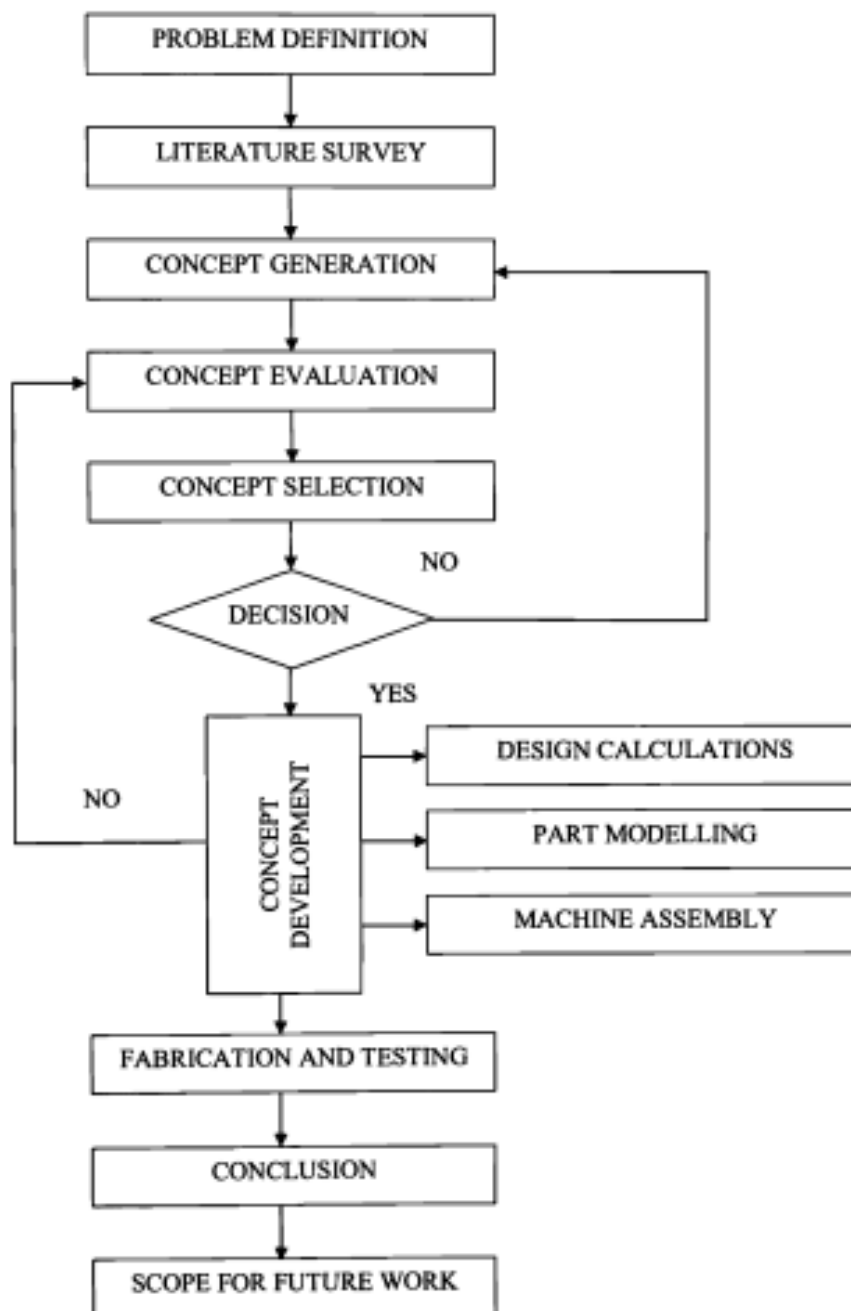 PROBLEM DEFINITION
LITERATURE SURVEY
CONCEPT GENERATION
CONCEPT EVALUATION
CONCEPT SELECTION
NO
DECISION
YES
DESIGN CALCULATIONS
NO
CONCEPT
DEVELOPMENT
PART MODELLING
MACHINE ASSEMBLY
FABRICATION AND TESTING
CONCLUSION
SCOPE FOR FUTURE WORK